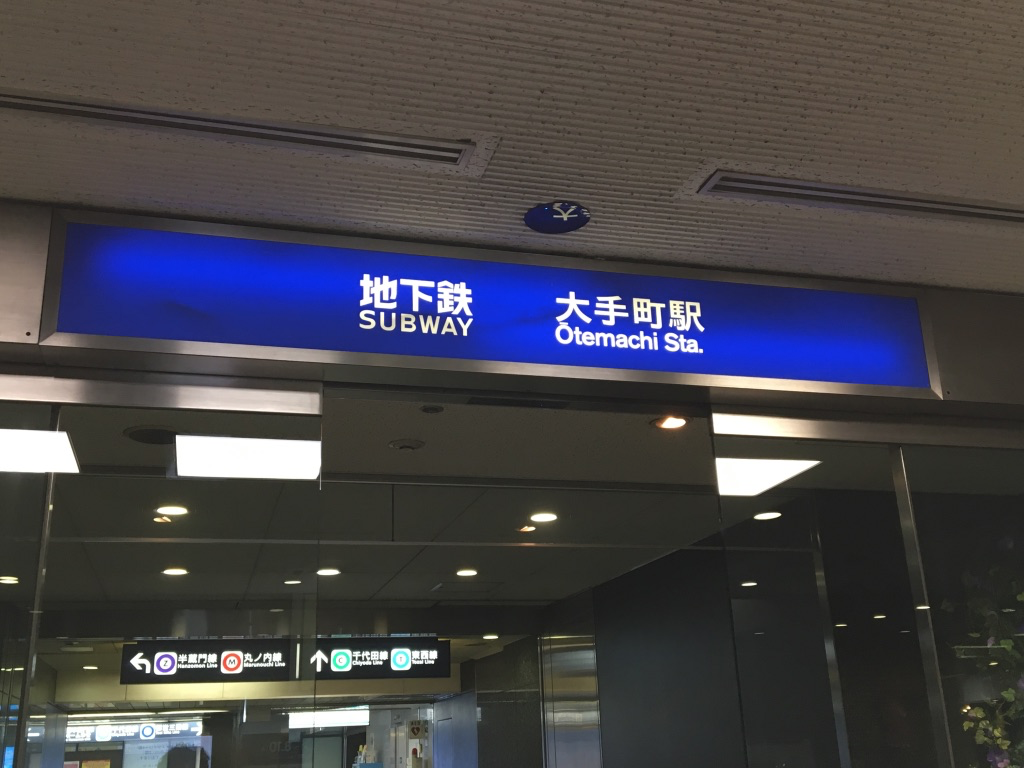 地下鉄
SUBWAY
大手町駅
Ōtemachi Sta.
Z 半蔵門線
Hanzomon Line
M 丸ノ内線
Marunouchi Line
C 千代田線
Chiyoda Line
T 東西線
Tozai Line